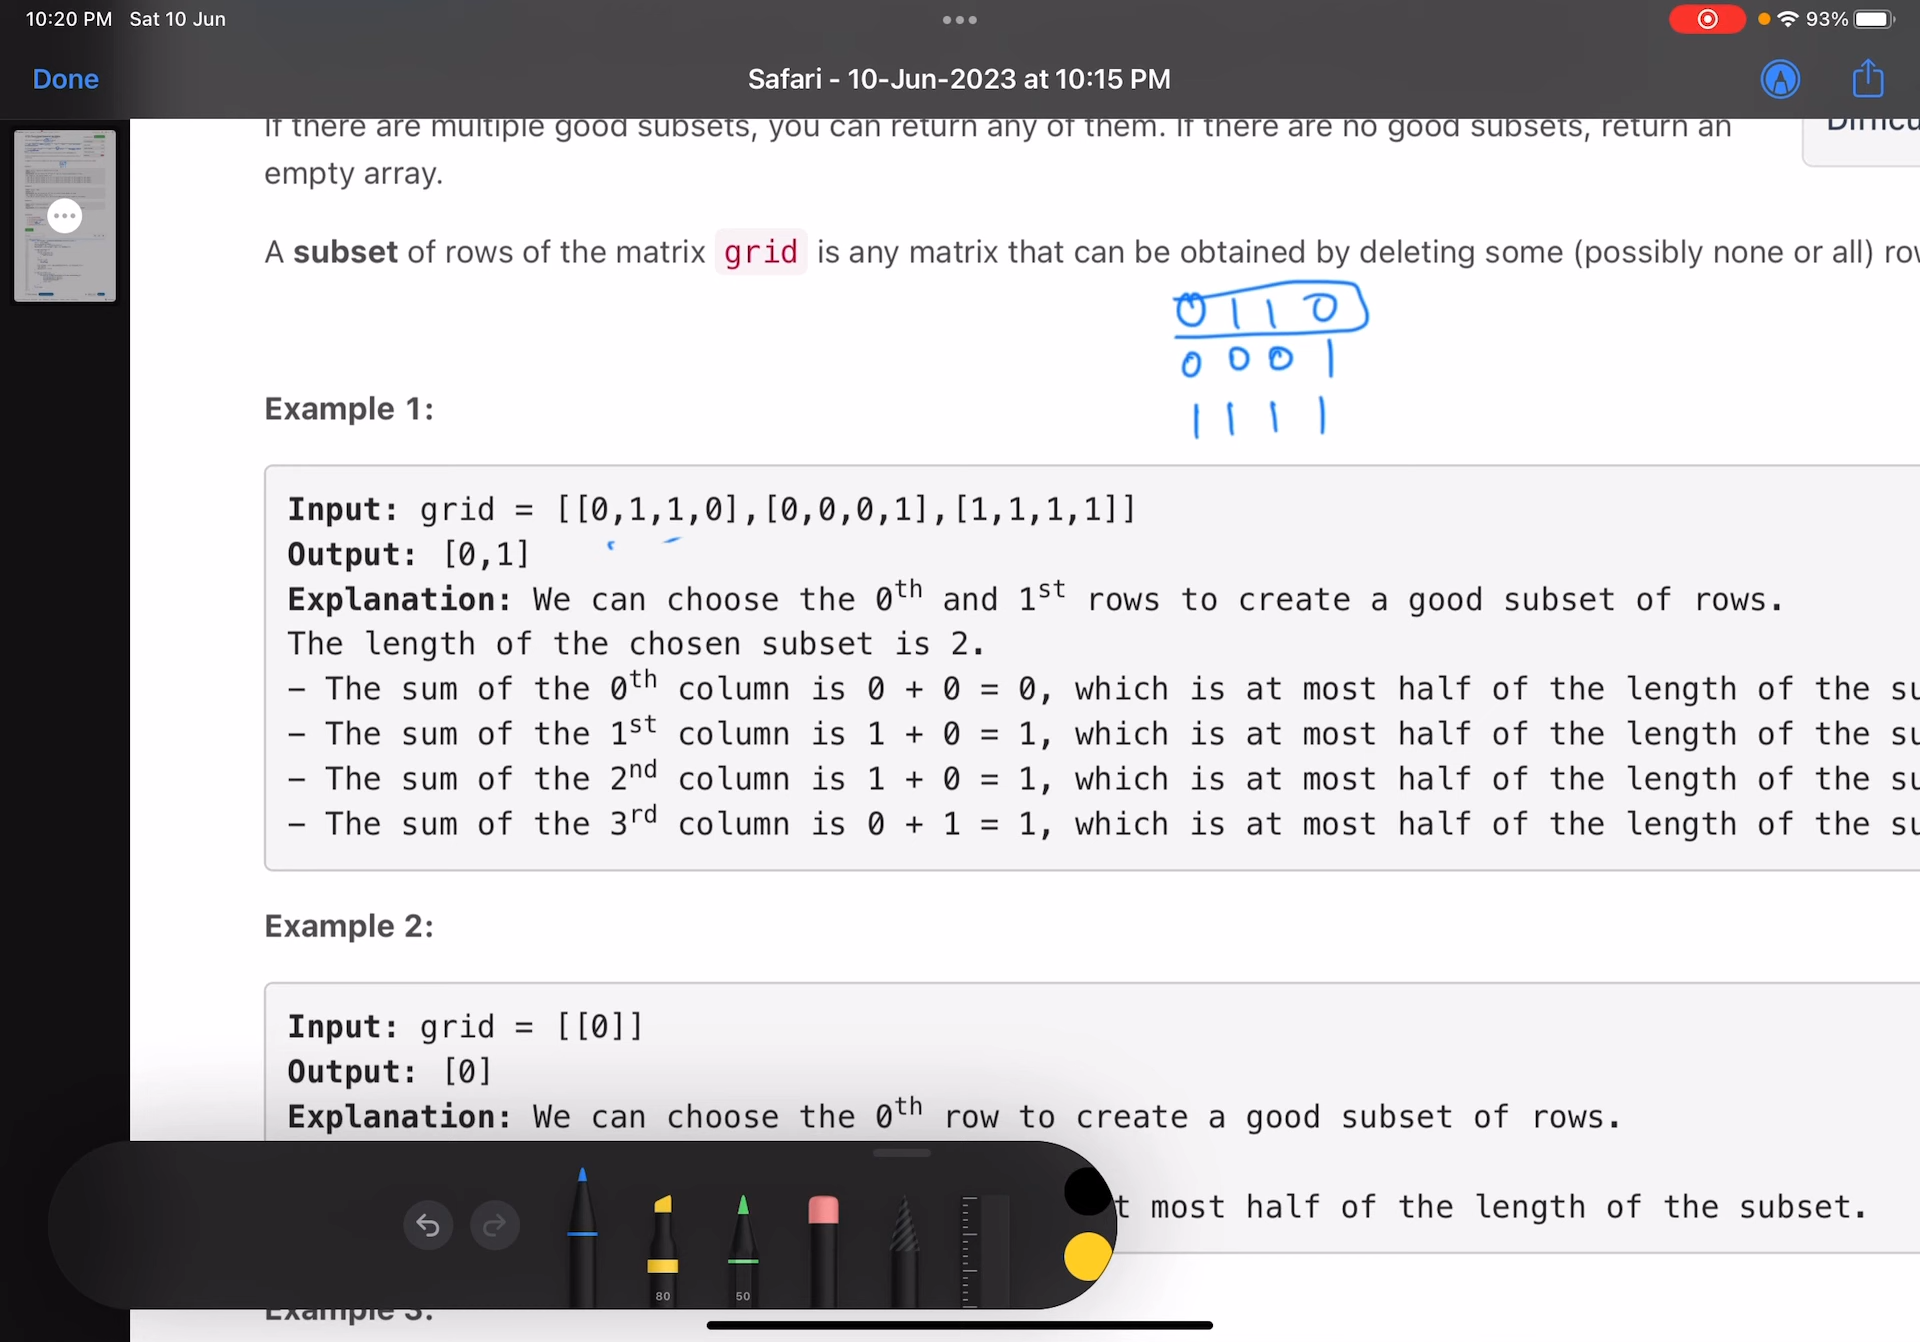 10:20 PM Sat 10 Jun
93%
Done
Safari - 10-Jun-2023 at 10:15 PM
If there are multiple good subsets, you can return any of them. If there are no good subsets, return an
empty array.
A subset of rows of the matrix grid is any matrix that can be obtained by deleting some (possibly none or all)
0 1 1 0
0 0 0 1
1 1 1 1
Example 1:
Input: grid = [[0,1,1,0],[0,0,0,1],[1,1,1,1]]
Output: [0,1]
Explanation: We can choose the 0th and 1st rows to create a good subset of rows.
The length of the chosen subset is 2.
- The sum of the 0th column is 0 + 0 = 0, which is at most half of the length of the
- The sum of the 1st column is 1 + 0 = 1, which is at most half of the length of the
- The sum of the 2nd column is 1 + 0 = 1, which is at most half of the length of the
- The sum of the 3rd column is 0 + 1 = 1, which is at most half of the length of the
Example 2:
Input: grid = [[0]]
Output: [0]
Explanation: We can choose the 0th row to create a good subset of rows.
t most half of the length of the subset.
80
50
Example 3: